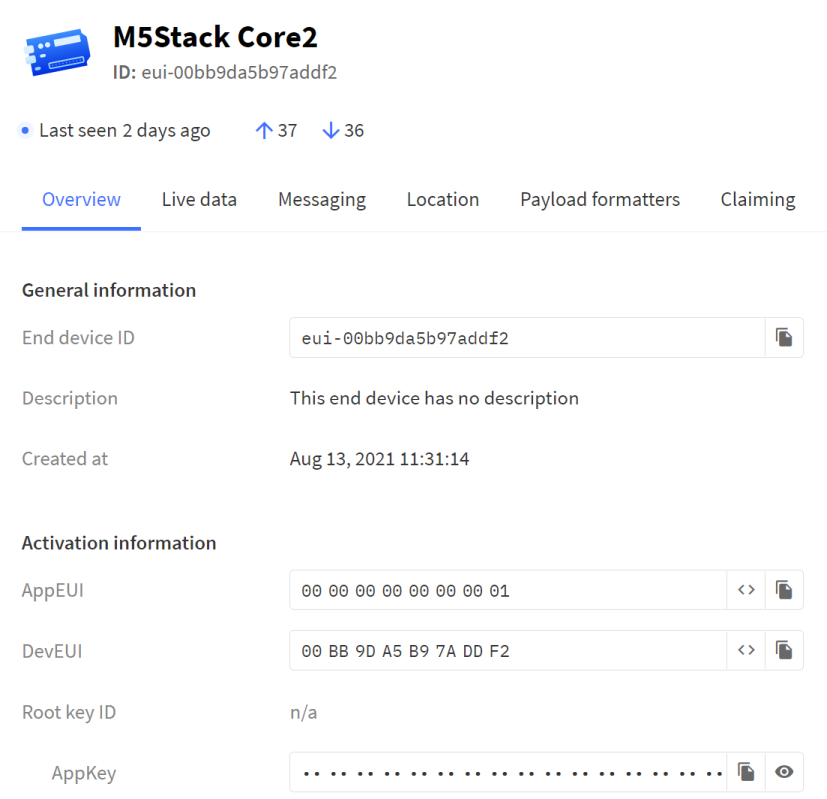 M5Stack Core2
ID: eui-00bb9da5b97addf2
Last seen 2 days ago ↑ 37 ↓ 36
Overview Live data Messaging Location Payload formatters Claiming
General information
End device ID eui-00bb9da5b97addf2
Description This end device has no description
Created at Aug 13, 2021 11:31:14
Activation information
AppEUI 00 00 00 00 00 00 00 01 <>
DevEUI 00 BB 9D A5 B9 7A DD F2 <>
Root key ID n/a
AppKey •• •• •• •• •• •• •• •• •• •• •• •• •• •• •• ••